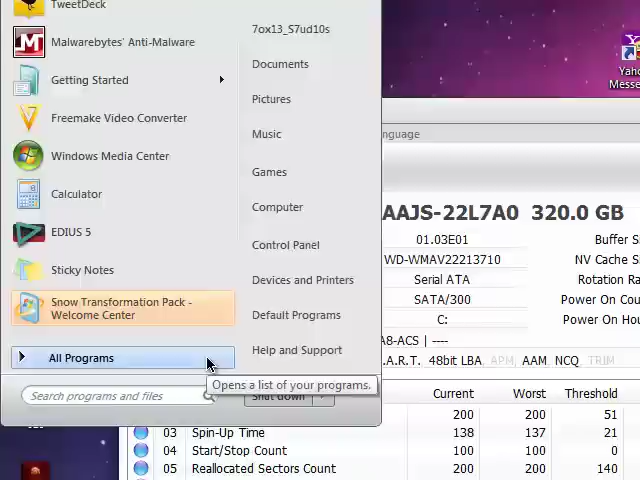 TweetDeck
Malwarebytes' Anti-Malware
Getting Started
Freemake Video Converter
Windows Media Center
Calculator
EDIUS 5
Sticky Notes
Snow Transformation Pack -
Welcome Center
All Programs
Search programs and files
7ox13_S7ud10s
Documents
Pictures
Music
Games
Computer
Control Panel
Devices and Printers
Default Programs
Help and Support
Opens a list of your programs.
Shut down
Yaho
Messe
nguage
AAJS-22L7A0 320.0 GB
01.03E01 Buffer Si
WD-WMAV22213710 NV Cache Si
Serial ATA Rotation Ra
SATA/300 Power On Cou
C: Power On Hou
A8-ACS | ----
A.R.T. 48bit LBA, APM, AAM, NCQ, TRIM
Current Worst Threshold
200 200 51
03 Spin-Up Time 138 137 21
04 Start/Stop Count 100 100 0
05 Reallocated Sectors Count 200 200 140